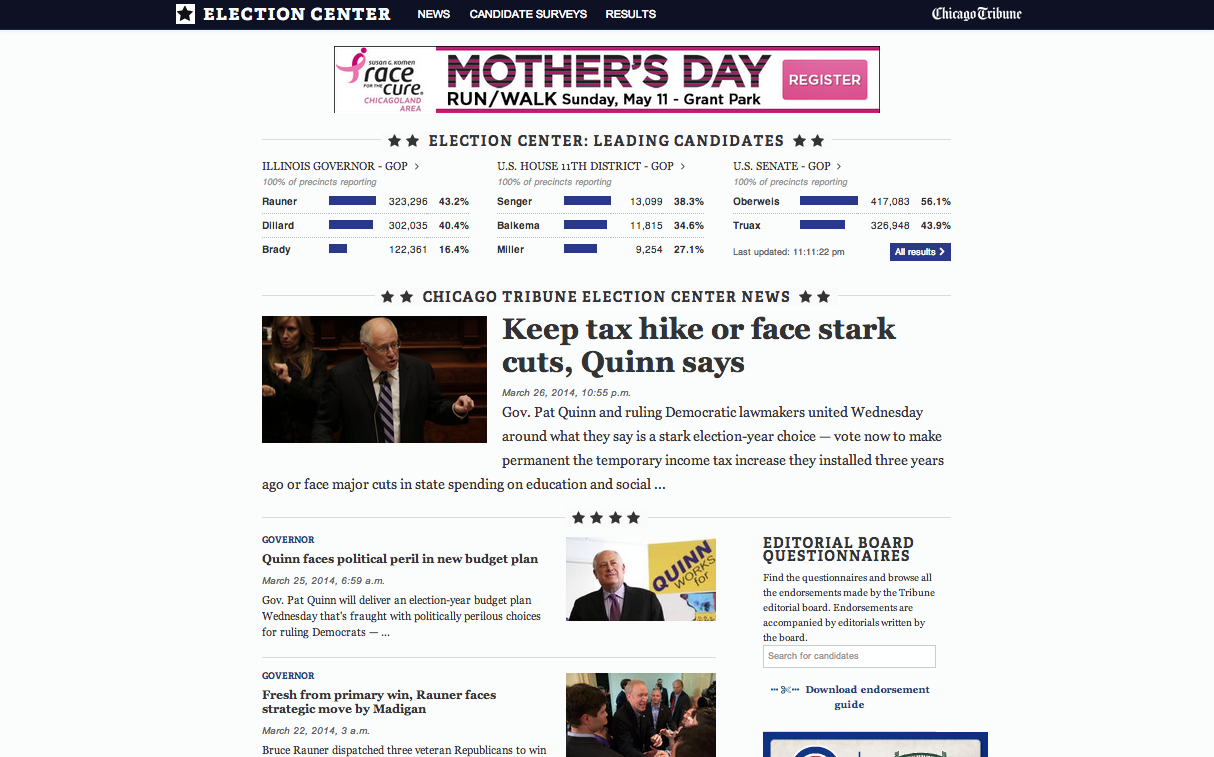 ELECTION CENTER NEWS CANDIDATE SURVEYS RESULTS Chicago Tribune
SUSAN G. KOMEN
race
FOR THE
cure®
CHICAGOLAND
AREA
MOTHER'S DAY
RUN/WALK Sunday, May 11 - Grant Park
REGISTER
ELECTION CENTER: LEADING CANDIDATES
ILLINOIS GOVERNOR - GOP >
100% of precincts reporting
Rauner 323,296 43.2%
Dillard 302,035 40.4%
Brady 122,361 16.4%
U.S. HOUSE 11TH DISTRICT - GOP >
100% of precincts reporting
Senger 13,099 38.3%
Balkema 11,815 34.6%
Miller 9,254 27.1%
U.S. SENATE - GOP >
100% of precincts reporting
Oberweis 417,083 56.1%
Truax 326,948 43.9%
Last updated: 11:11:22 pm
All results >
CHICAGO TRIBUNE ELECTION CENTER NEWS
Keep tax hike or face stark
cuts, Quinn says
March 26, 2014, 10:55 p.m.
Gov. Pat Quinn and ruling Democratic lawmakers united Wednesday
around what they say is a stark election-year choice — vote now to make
permanent the temporary income tax increase they installed three years
ago or face major cuts in state spending on education and social ...
GOVERNOR
Quinn faces political peril in new budget plan
March 25, 2014, 6:59 a.m.
Gov. Pat Quinn will deliver an election-year budget plan
Wednesday that's fraught with politically perilous choices
for ruling Democrats — ...
QUINN
WORKS
for
GOVERNOR
Fresh from primary win, Rauner faces
strategic move by Madigan
March 22, 2014, 3 a.m.
Bruce Rauner dispatched three veteran Republicans to win
EDITORIAL BOARD
QUESTIONNAIRES
Find the questionnaires and browse all
the endorsements made by the Tribune
editorial board. Endorsements are
accompanied by editorials written by
the board.
Search for candidates
Download endorsement
guide